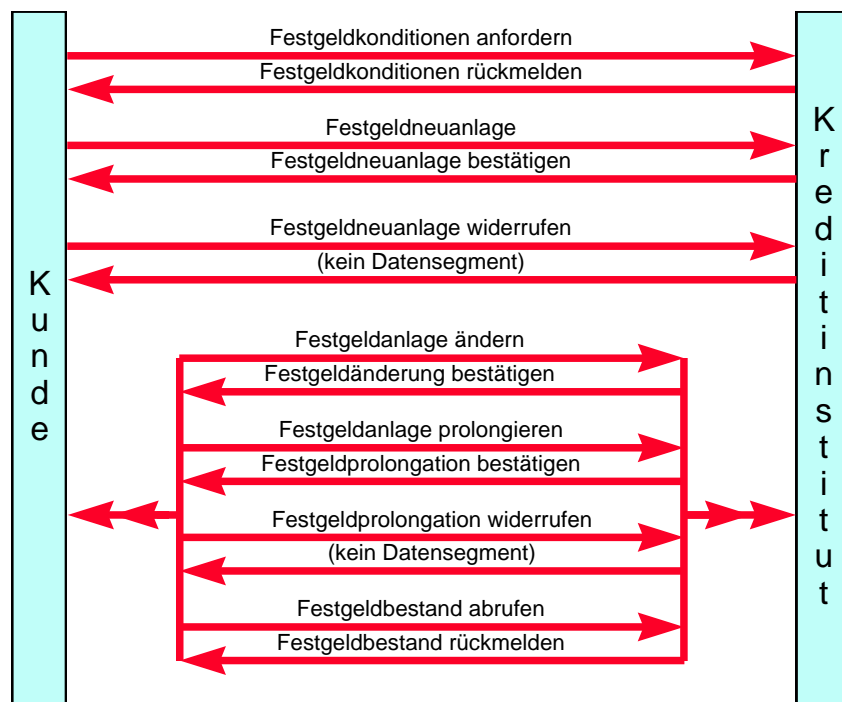 Festgeldkonditionen anfordern
Festgeldkonditionen rückmelden
Festgeldneuanlage
Festgeldneuanlage bestätigen
Festgeldneuanlage widerrufen
(kein Datensegment)
Kunde
Kreditinstitut
Festgeldanlage ändern
Festgeldänderung bestätigen
Festgeldanlage prolongieren
Festgeldprolongation bestätigen
Festgeldprolongation widerrufen
(kein Datensegment)
Festgeldbestand abrufen
Festgeldbestand rückmelden